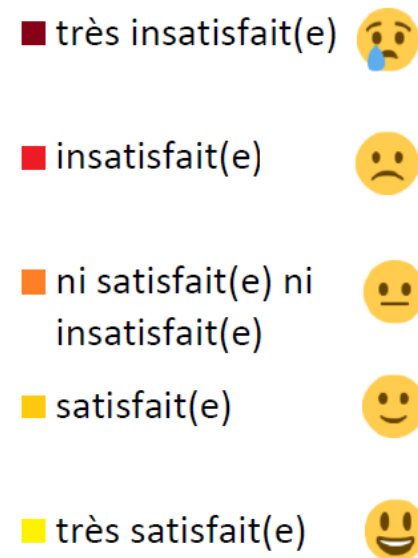 très insatisfait(e)
insatisfait(e)
ni satisfait(e) ni
insatisfait(e)
satisfait(e)
très satisfait(e)